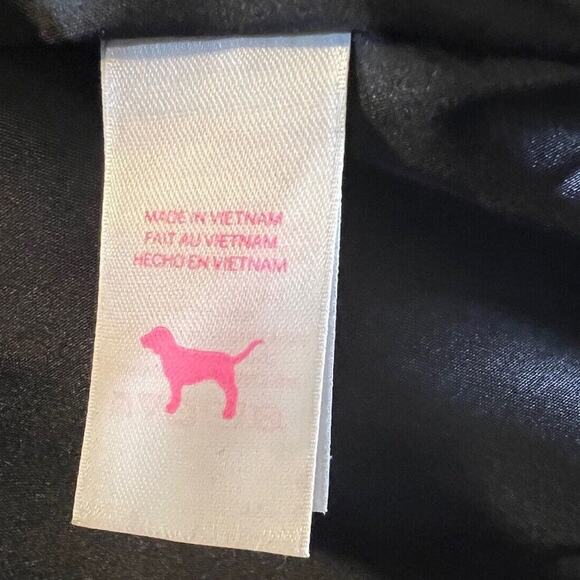 MADE IN VIETNAM
FAIT AU VIETNAM
HECHO EN VIETNAM